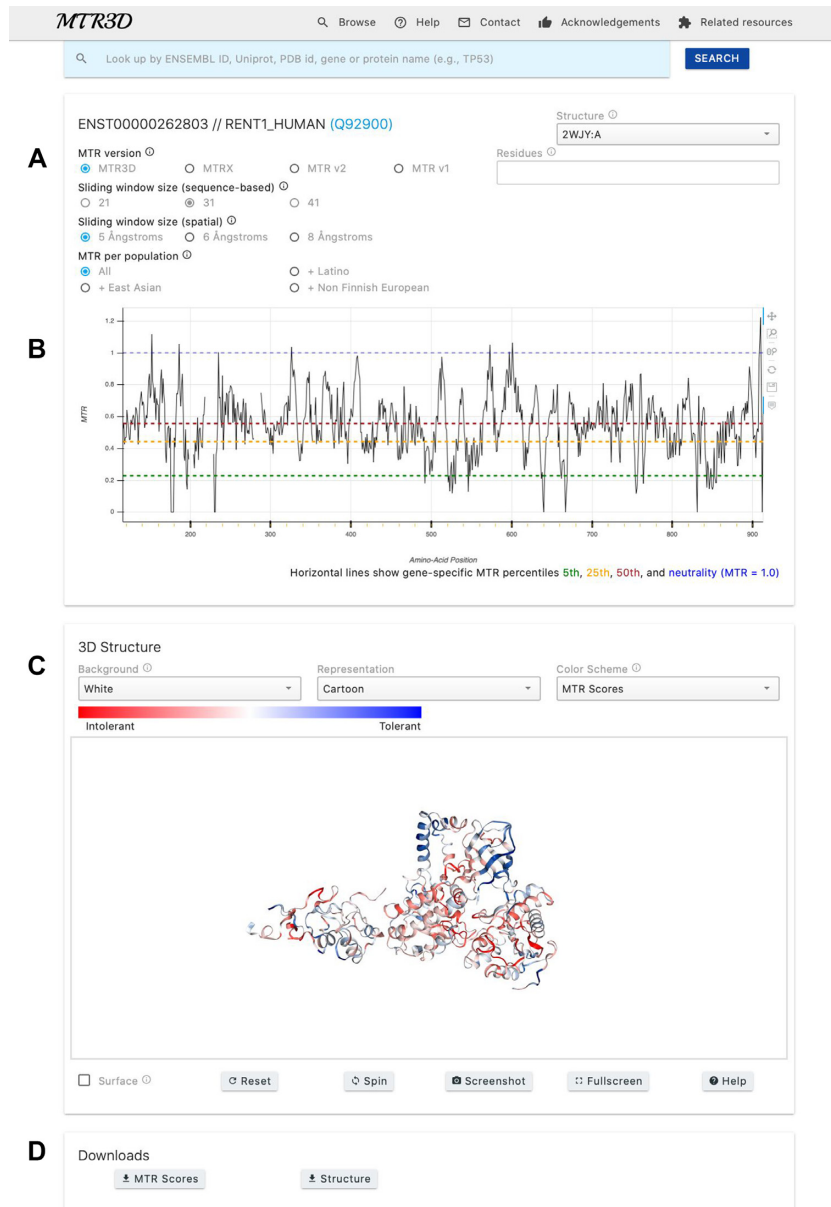 MTR3D Browse Help Contact Acknowledgements Related resources
Look up by ENSEMBL ID, Uniprot, PDB id, gene or protein name (e.g., TP53) SEARCH
A
ENST00000262803 // RENT1_HUMAN (Q92900)
Structure
2WJY:A
MTR version
MTR3D MTRX MTR v2 MTR v1
Residues
Sliding window size (sequence-based)
21 31 41
Sliding window size (spatial)
5 Ångstroms 6 Ångstroms 8 Ångstroms
MTR per population
All + Latino
+ East Asian + Non Finnish European
B
1.2
1
0.8
0.6
0.4
0.2
0
MTR
200 300 400 500 600 700 800 900
Amino-Acid Position
Horizontal lines show gene-specific MTR percentiles 5th, 25th, 50th, and neutrality (MTR = 1.0)
C
3D Structure
Background Representation Color Scheme
White Cartoon MTR Scores
Intolerant Tolerant
Surface Reset Spin Screenshot Fullscreen Help
D
Downloads
MTR Scores Structure